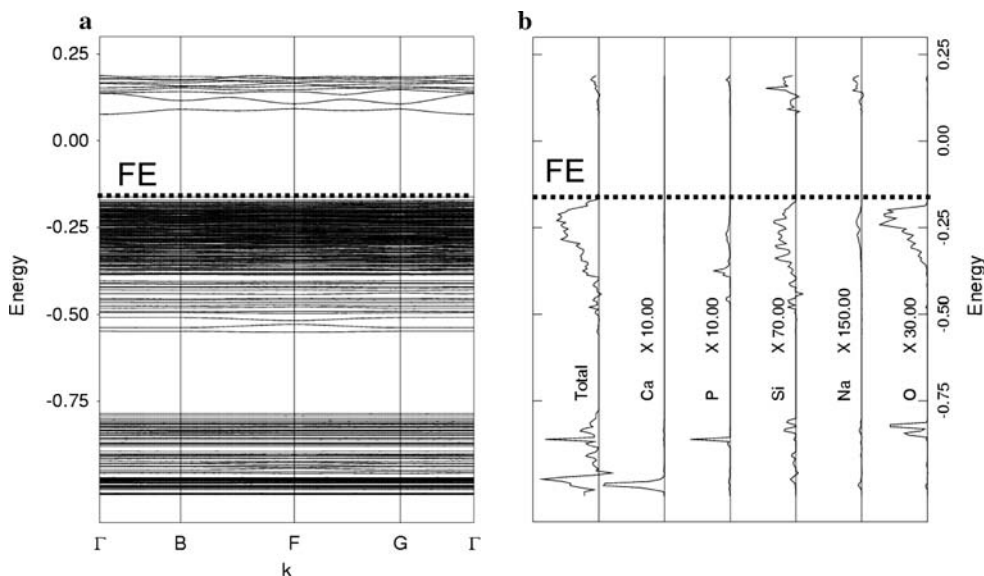 a
0.25
0.00
FE
-0.25
-0.50
-0.75
Energy
Γ B F G Γ
k
b
0.25
0.00
FE
-0.25
-0.50
-0.75
Energy
Total
Ca X 10.00
P X 10.00
Si X 70.00
Na X 150.00
O X 30.00